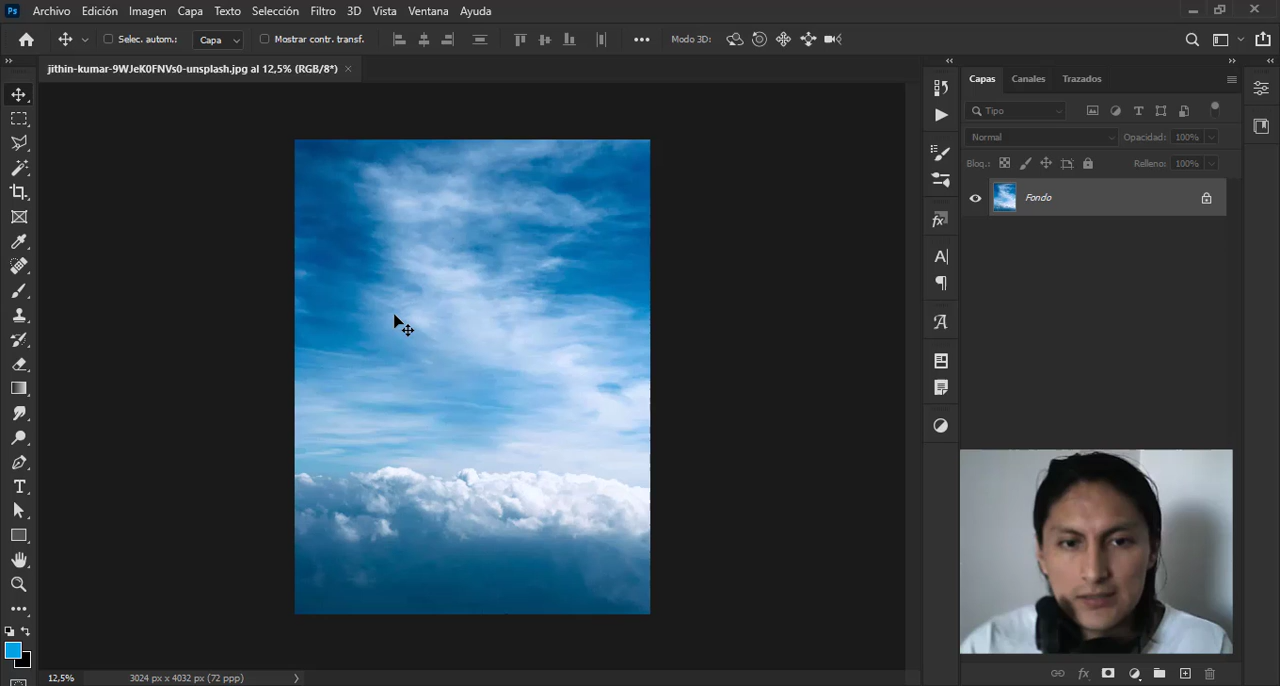 Ps Archivo Edición Imagen Capa Texto Selección Filtro 3D Vista Ventana Ayuda
Selec. autom.: Capa Mostrar contr. transf. Modo 3D:
jithin-kumar-9WJeK0FNVs0-unsplash.jpg al 12,5% (RGB/8*)
Capas Canales Trazados
Tipo
Normal Opacidad: 100%
Bloq.: Relleno: 100%
Fondo
12,5% 3024 px x 4032 px (72 ppp)